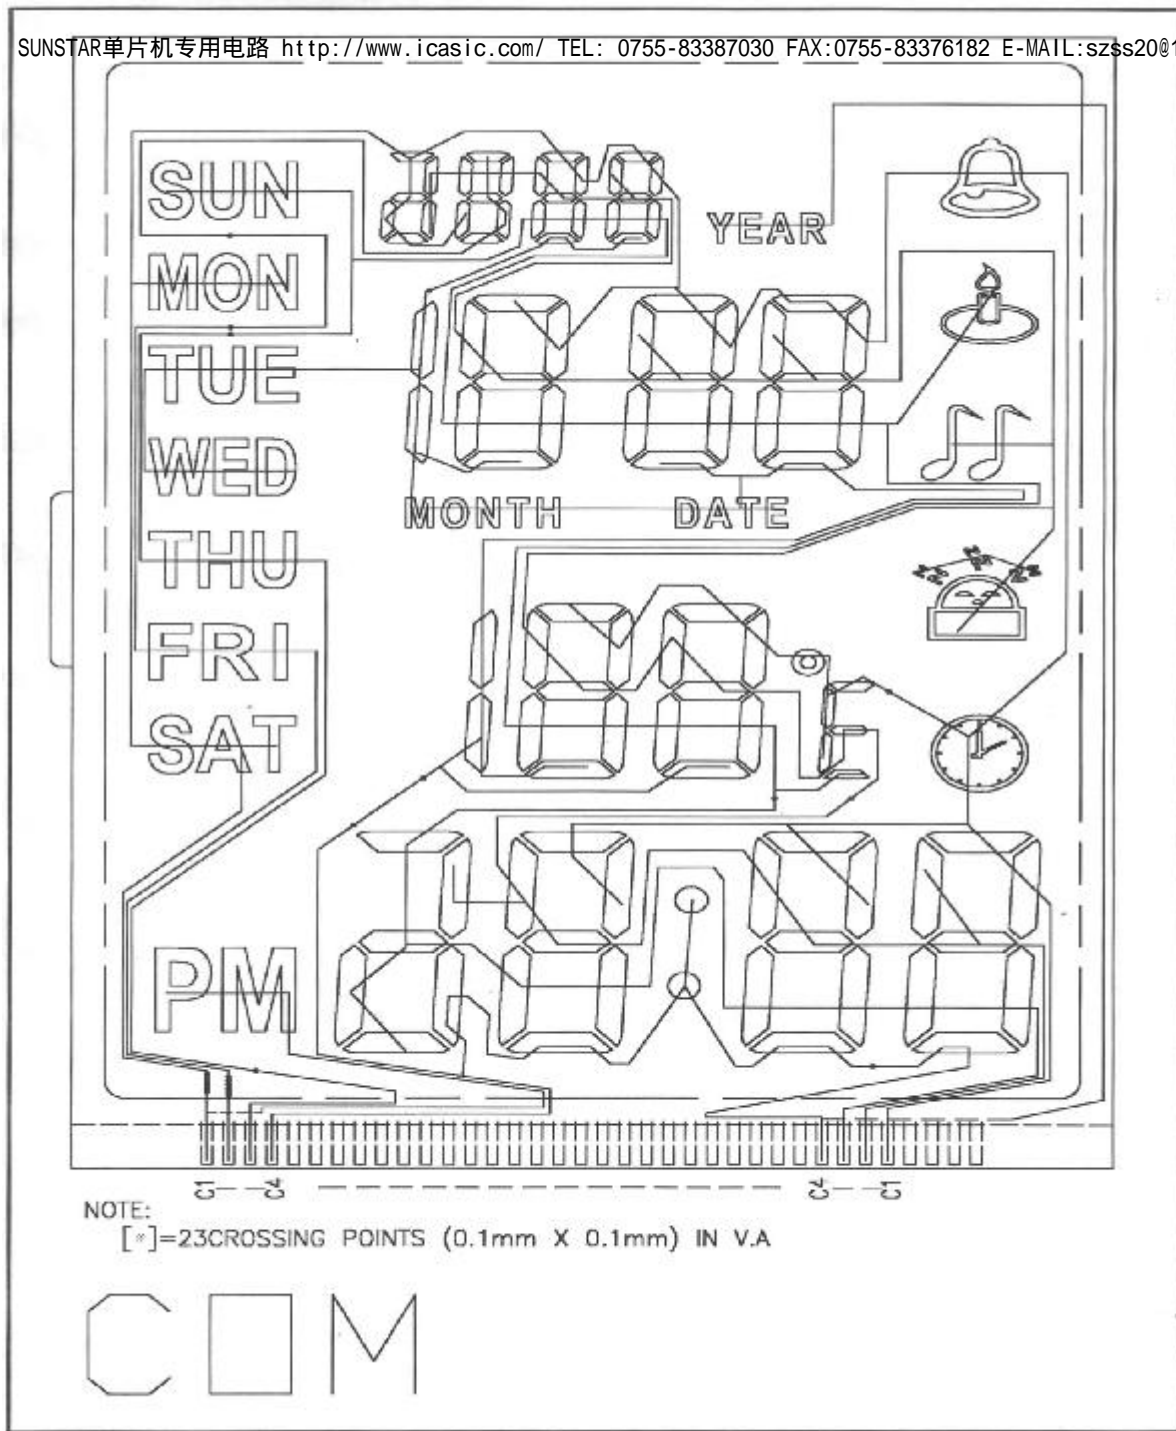 SUNSTAR单片机专用电路 http://www.icasic.com/ TEL: 0755-83387030 FAX:0755-83376182 E-MAIL:szss20@1
SUN
YEAR
MON
TUE
WED
MONTH DATE
THU
FRI
SAT
PM
C1 C4 C4 C1
NOTE:
[*]=23CROSSING POINTS (0.1mm X 0.1mm) IN V.A
COM